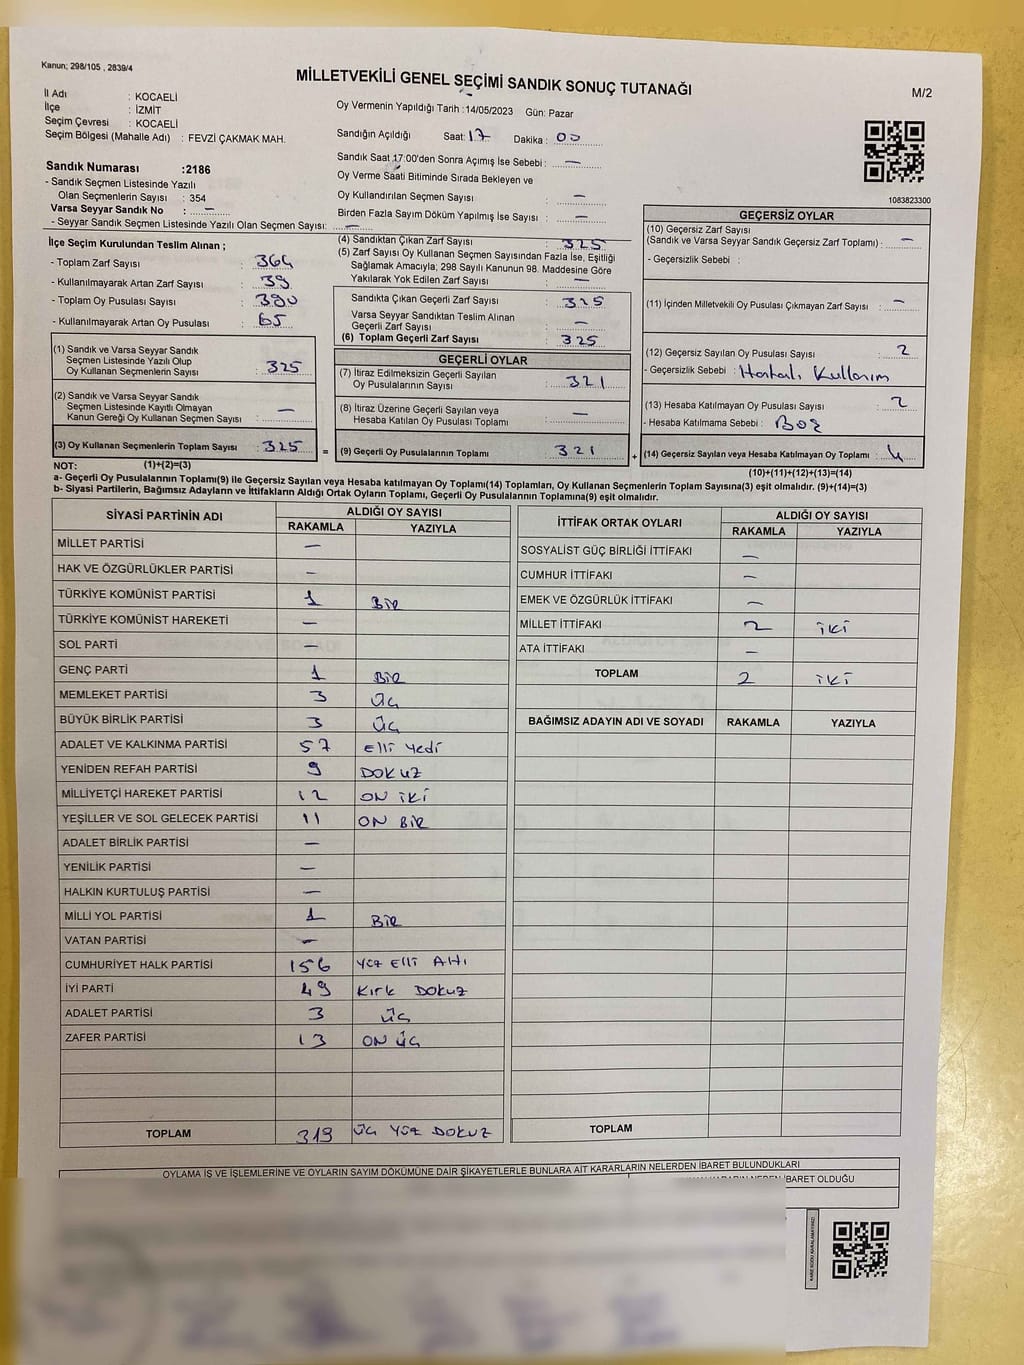 Kanun; 298/105 , 2839/4
MİLLETVEKİLİ GENEL SEÇİMİ SANDIK SONUÇ TUTANAĞI
M/2
İl Adı : KOCAELİ
İlçe : İZMİT
Seçim Çevresi : KOCAELİ
Seçim Bölgesi (Mahalle Adı) : FEVZİ ÇAKMAK MAH.
Oy Vermenin Yapıldığı Tarih :14/05/2023 Gün: Pazar
Sandığın Açıldığı Saat: 17 Dakika : 00
Sandık Saat 17:00'den Sonra Açımış İse Sebebi : —
Oy Verme Saati Bitiminde Sırada Bekleyen ve
Oy Kullandırılan Seçmen Sayısı : —
Birden Fazla Sayım Döküm Yapılmış İse Sayısı : —
1083823300
Sandık Numarası :2186
- Sandık Seçmen Listesinde Yazılı
Olan Seçmenlerin Sayısı : 354
Varsa Seyyar Sandık No : —
- Seyyar Sandık Seçmen Listesinde Yazılı Olan Seçmen Sayısı: —
İlçe Seçim Kurulundan Teslim Alınan ;
- Toplam Zarf Sayısı : 364
- Kullanılmayarak Artan Zarf Sayısı : 39
- Toplam Oy Pusulası Sayısı : 390
- Kullanılmayarak Artan Oy Pusulası : 65
(1) Sandık ve Varsa Seyyar Sandık
Seçmen Listesinde Yazılı Olup
Oy Kullanan Seçmenlerin Sayısı : 325
(2) Sandık ve Varsa Seyyar Sandık
Seçmen Listesinde Kayıtlı Olmayan
Kanun Gereği Oy Kullanan Seçmen Sayısı : —
(3) Oy Kullanan Seçmenlerin Toplam Sayısı : 325 =
(4) Sandıktan Çıkan Zarf Sayısı : 325
(5) Zarf Sayısı Oy Kullanan Seçmen Sayısından Fazla İse, Eşitliği
Sağlamak Amacıyla; 298 Sayılı Kanunun 98. Maddesine Göre
Yakılarak Yok Edilen Zarf Sayısı : —
Sandıkta Çıkan Geçerli Zarf Sayısı : 325
Varsa Seyyar Sandıktan Teslim Alınan
Geçerli Zarf Sayısı : —
(6) Toplam Geçerli Zarf Sayısı : 325
GEÇERLİ OYLAR
(7) İtiraz Edilmeksizin Geçerli Sayılan
Oy Pusulalarının Sayısı : 321
(8) İtiraz Üzerine Geçerli Sayılan veya
Hesaba Katılan Oy Pusulası Toplamı : —
(9) Geçerli Oy Pusulalarının Toplamı : 321 +
GEÇERSİZ OYLAR
(10) Geçersiz Zarf Sayısı
(Sandık ve Varsa Seyyar Sandık Geçersiz Zarf Toplamı) : —
- Geçersizlik Sebebi :
(11) İçinden Milletvekili Oy Pusulası Çıkmayan Zarf Sayısı : —
(12) Geçersiz Sayılan Oy Pusulası Sayısı : 2
- Geçersizlik Sebebi : Hatalı Kullanım
(13) Hesaba Katılmayan Oy Pusulası Sayısı : 2
- Hesaba Katılmama Sebebi : Boş
(14) Geçersiz Sayılan veya Hesaba Katılmayan Oy Toplamı : 4
NOT: (1)+(2)=(3) (10)+(11)+(12)+(13)=(14)
a- Geçerli Oy Pusulalarının Toplamı(9) ile Geçersiz Sayılan veya Hesaba katılmayan Oy Toplamı(14) Toplamları, Oy Kullanan Seçmenlerin Toplam Sayısına(3) eşit olmalıdır. (9)+(14)=(3)
b- Siyasi Partilerin, Bağımsız Adayların ve İttifakların Aldığı Ortak Oyların Toplamı, Geçerli Oy Pusulalarının Toplamına(9) eşit olmalıdır.
SİYASİ PARTİNİN ADI ALDIĞI OY SAYISI
RAKAMLA YAZIYLA
MİLLET PARTİSİ —
HAK VE ÖZGÜRLÜKLER PARTİSİ —
TÜRKİYE KOMÜNİST PARTİSİ 1 Bir
TÜRKİYE KOMÜNİST HAREKETİ —
SOL PARTİ —
GENÇ PARTİ 1 Bir
MEMLEKET PARTİSİ 3 Üç
BÜYÜK BİRLİK PARTİSİ 3 Üç
ADALET VE KALKINMA PARTİSİ 57 Elli Yedi
YENİDEN REFAH PARTİSİ 9 DOKUZ
MİLLİYETÇİ HAREKET PARTİSİ 12 ON İKİ
YEŞİLLER VE SOL GELECEK PARTİSİ 11 ON Bir
ADALET BİRLİK PARTİSİ —
YENİLİK PARTİSİ —
HALKIN KURTULUŞ PARTİSİ —
MİLLİ YOL PARTİSİ 1 Bir
VATAN PARTİSİ —
CUMHURİYET HALK PARTİSİ 156 Yüz Elli Altı
İYİ PARTİ 49 Kırk Dokuz
ADALET PARTİSİ 3 Üç
ZAFER PARTİSİ 13 ON Üç
TOPLAM 319 Üç Yüz DOKUZ
İTTİFAK ORTAK OYLARI ALDIĞI OY SAYISI
RAKAMLA YAZIYLA
SOSYALİST GÜÇ BİRLİĞİ İTTİFAKI —
CUMHUR İTTİFAKI —
EMEK VE ÖZGÜRLÜK İTTİFAKI —
MİLLET İTTİFAKI 2 İKİ
ATA İTTİFAKI —
TOPLAM 2 İKİ
BAĞIMSIZ ADAYIN ADI VE SOYADI RAKAMLA YAZIYLA
TOPLAM
OYLAMA İŞ VE İŞLEMLERİNE VE OYLARIN SAYIM DÖKÜMÜNE DAİR ŞİKAYETLERLE BUNLARA AİT KARARLARIN NELERDEN İBARET BULUNDUKLARI
İBARET OLDUĞU